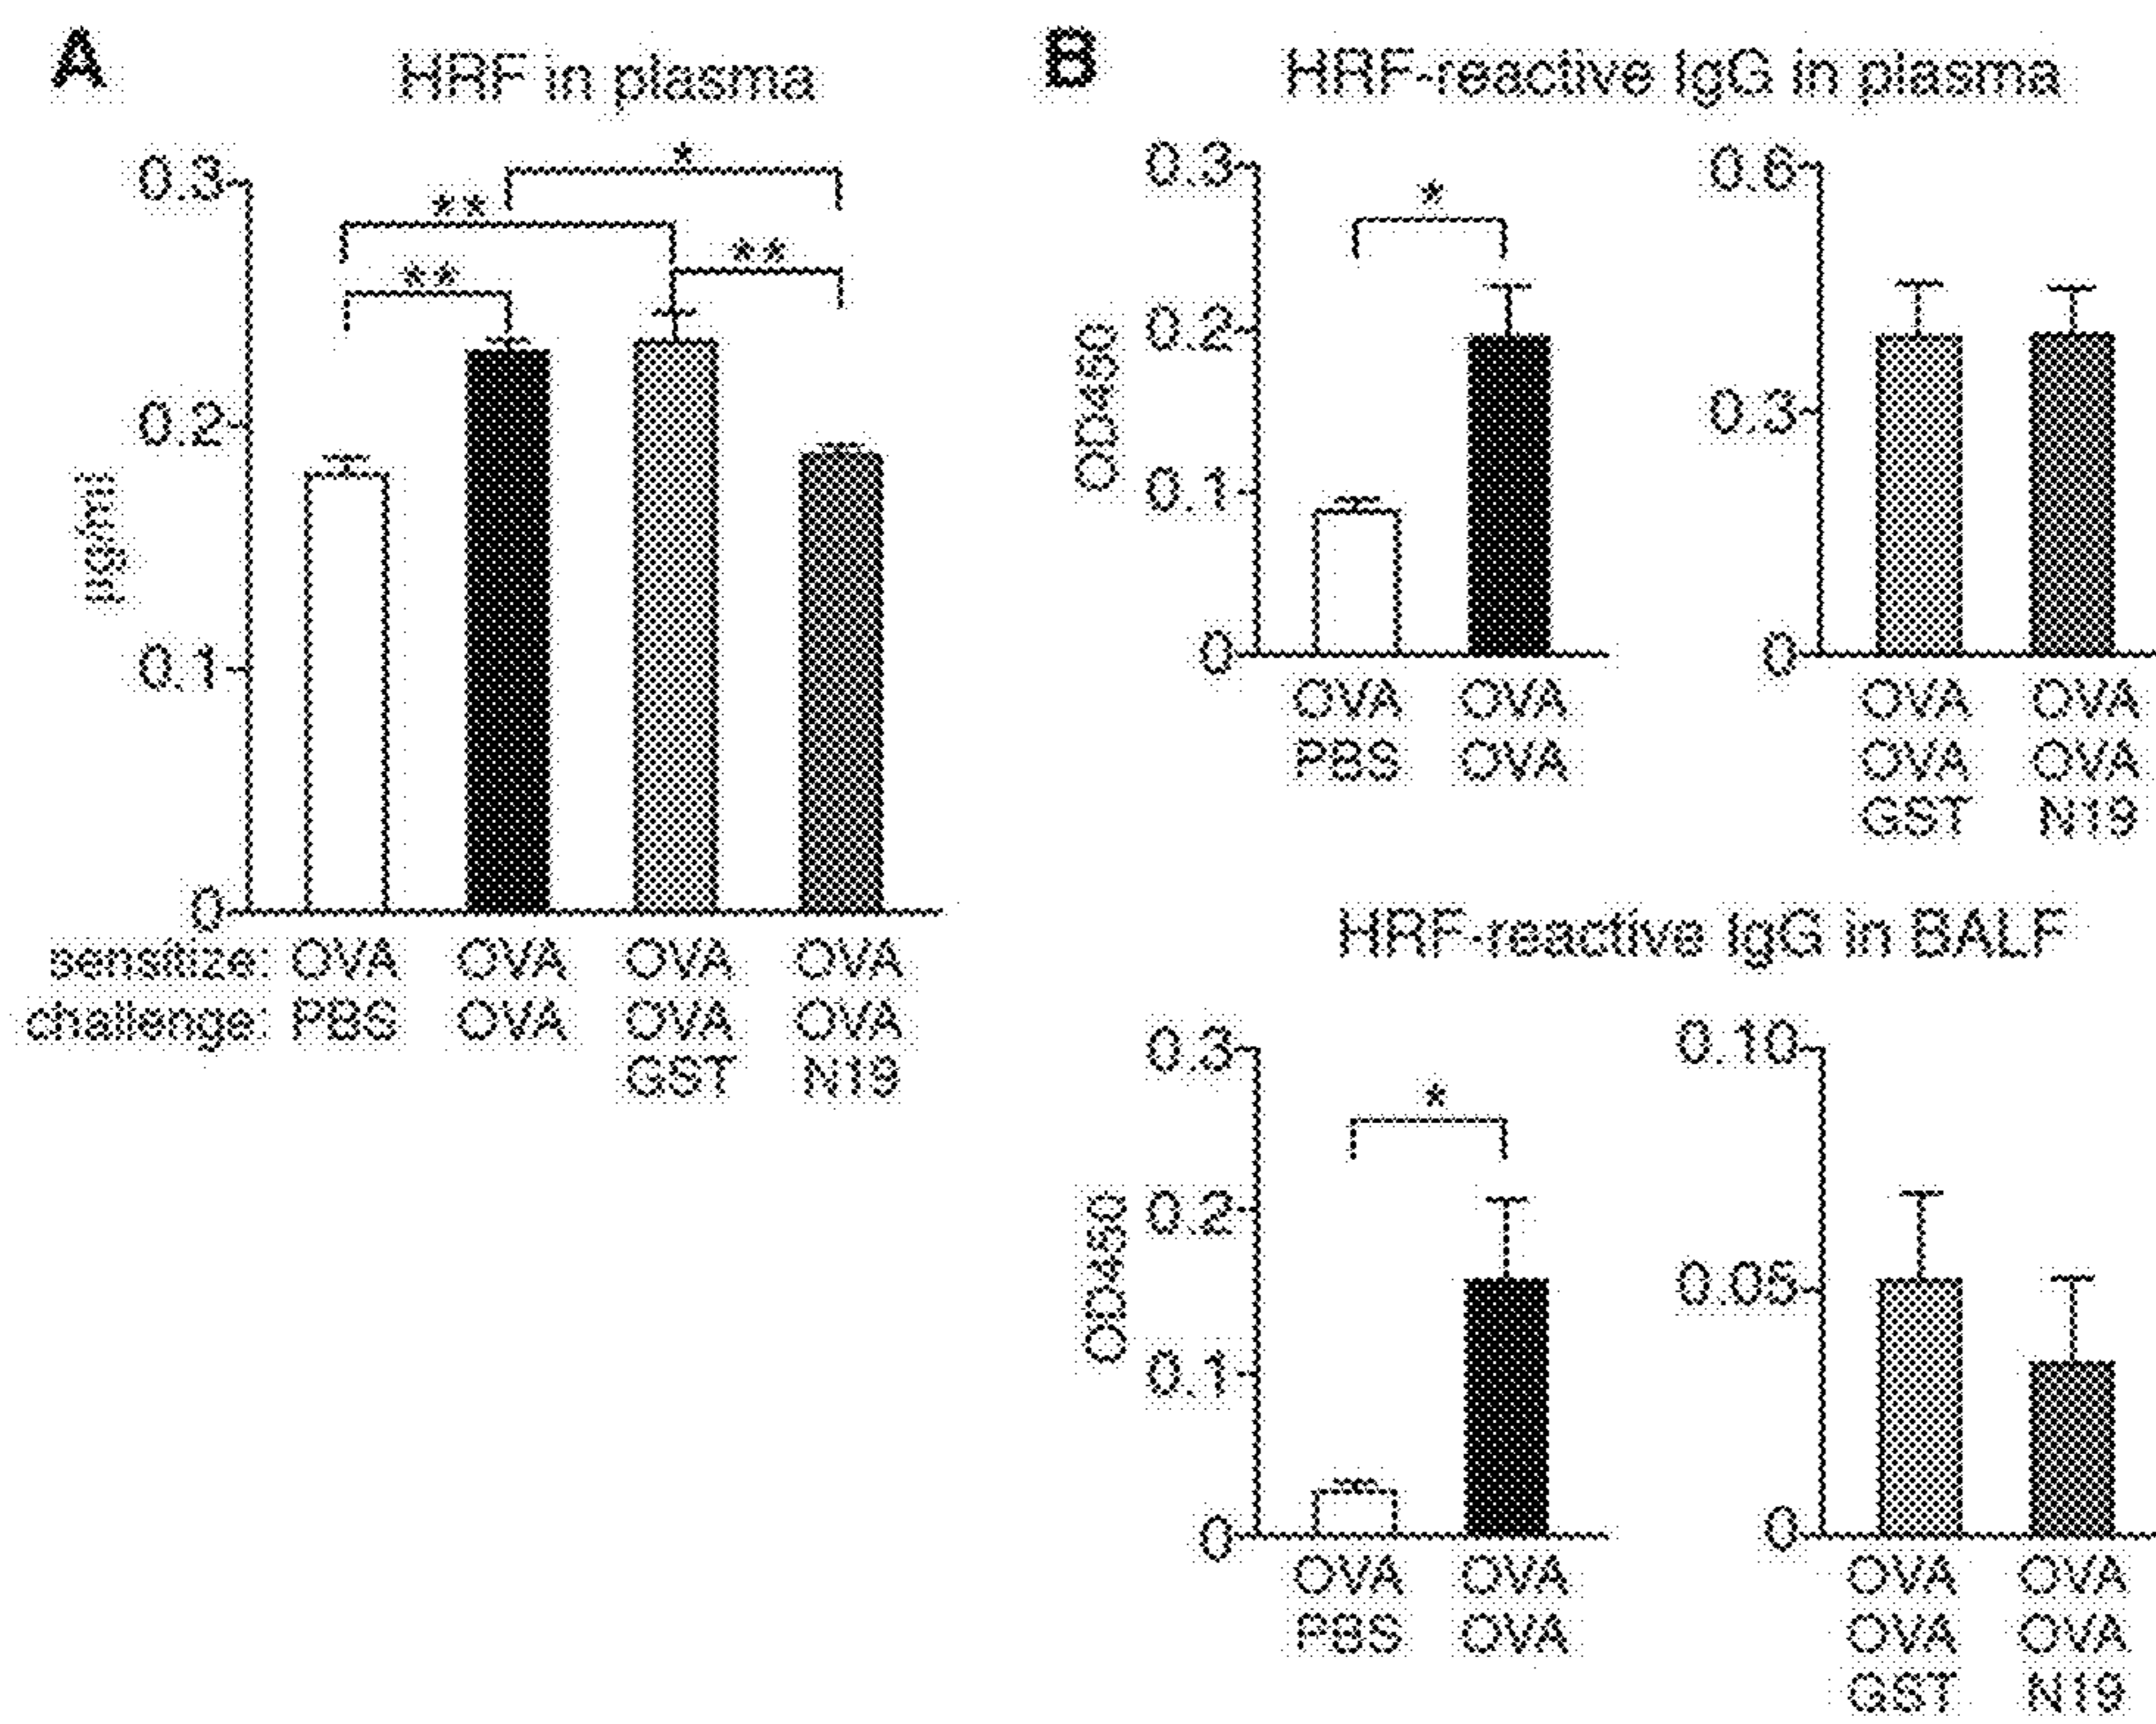 A
HRF in plasma
0.3
0.2
0.1
0
µg/ml
*
**
**
**
sensitize: OVA OVA OVA OVA
challenge: PBS OVA OVA OVA
GST N19
B
HRF-reactive IgG in plasma
OD450
0.3
0.2
0.1
0
*
OVA OVA
PBS OVA
0.6
0.3
0
OVA OVA
OVA OVA
GST N19
HRF-reactive IgG in BALF
OD450
0.3
0.2
0.1
0
*
OVA OVA
PBS OVA
0.10
0.05
0
OVA OVA
OVA OVA
GST N19